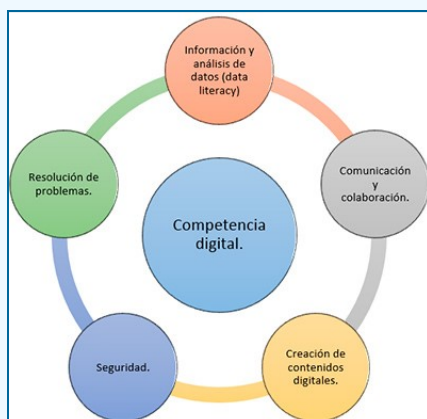 Información y
análisis de
datos (data
literacy)
Comunicación
y
colaboración.
Creación de
contenidos
digitales.
Seguridad.
Resolución de
problemas.
Competencia
digital.